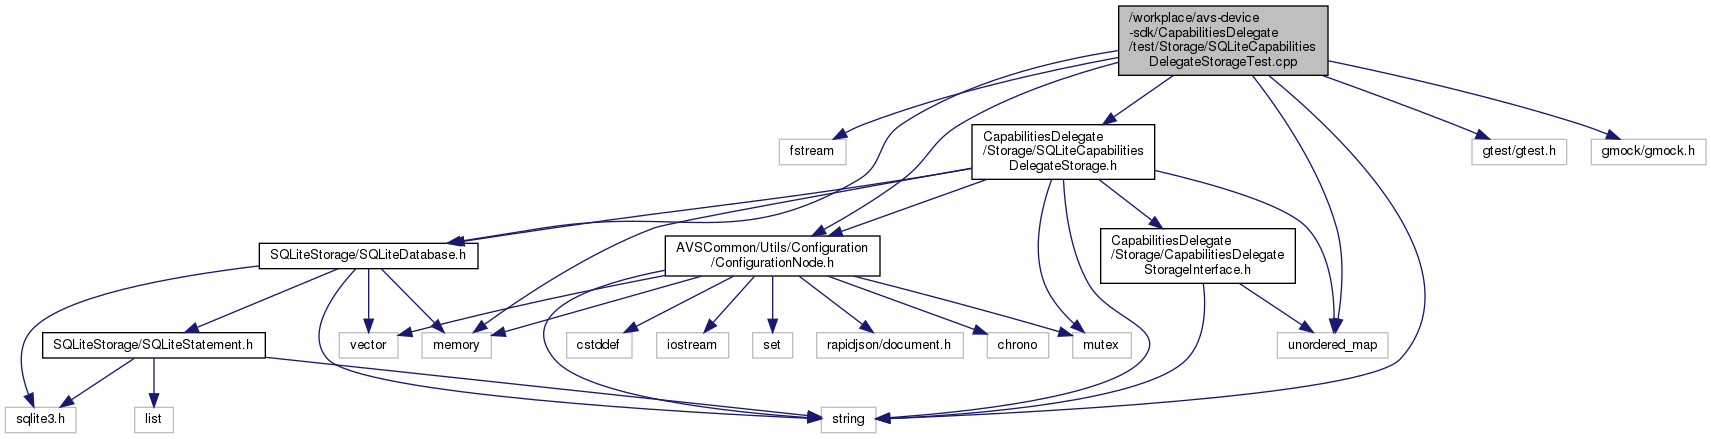 /workplace/avs-device
-sdk/CapabilitiesDelegate
/test/Storage/SQLiteCapabilities
DelegateStorageTest.cpp
fstream
CapabilitiesDelegate
/Storage/SQLiteCapabilities
DelegateStorage.h
gtest/gtest.h
gmock/gmock.h
SQLiteStorage/SQLiteDatabase.h
AVSCommon/Utils/Configuration
/ConfigurationNode.h
CapabilitiesDelegate
/Storage/CapabilitiesDelegate
StorageInterface.h
SQLiteStorage/SQLiteStatement.h
vector
memory
cstddef
iostream
set
rapidjson/document.h
chrono
mutex
unordered_map
sqlite3.h
list
string